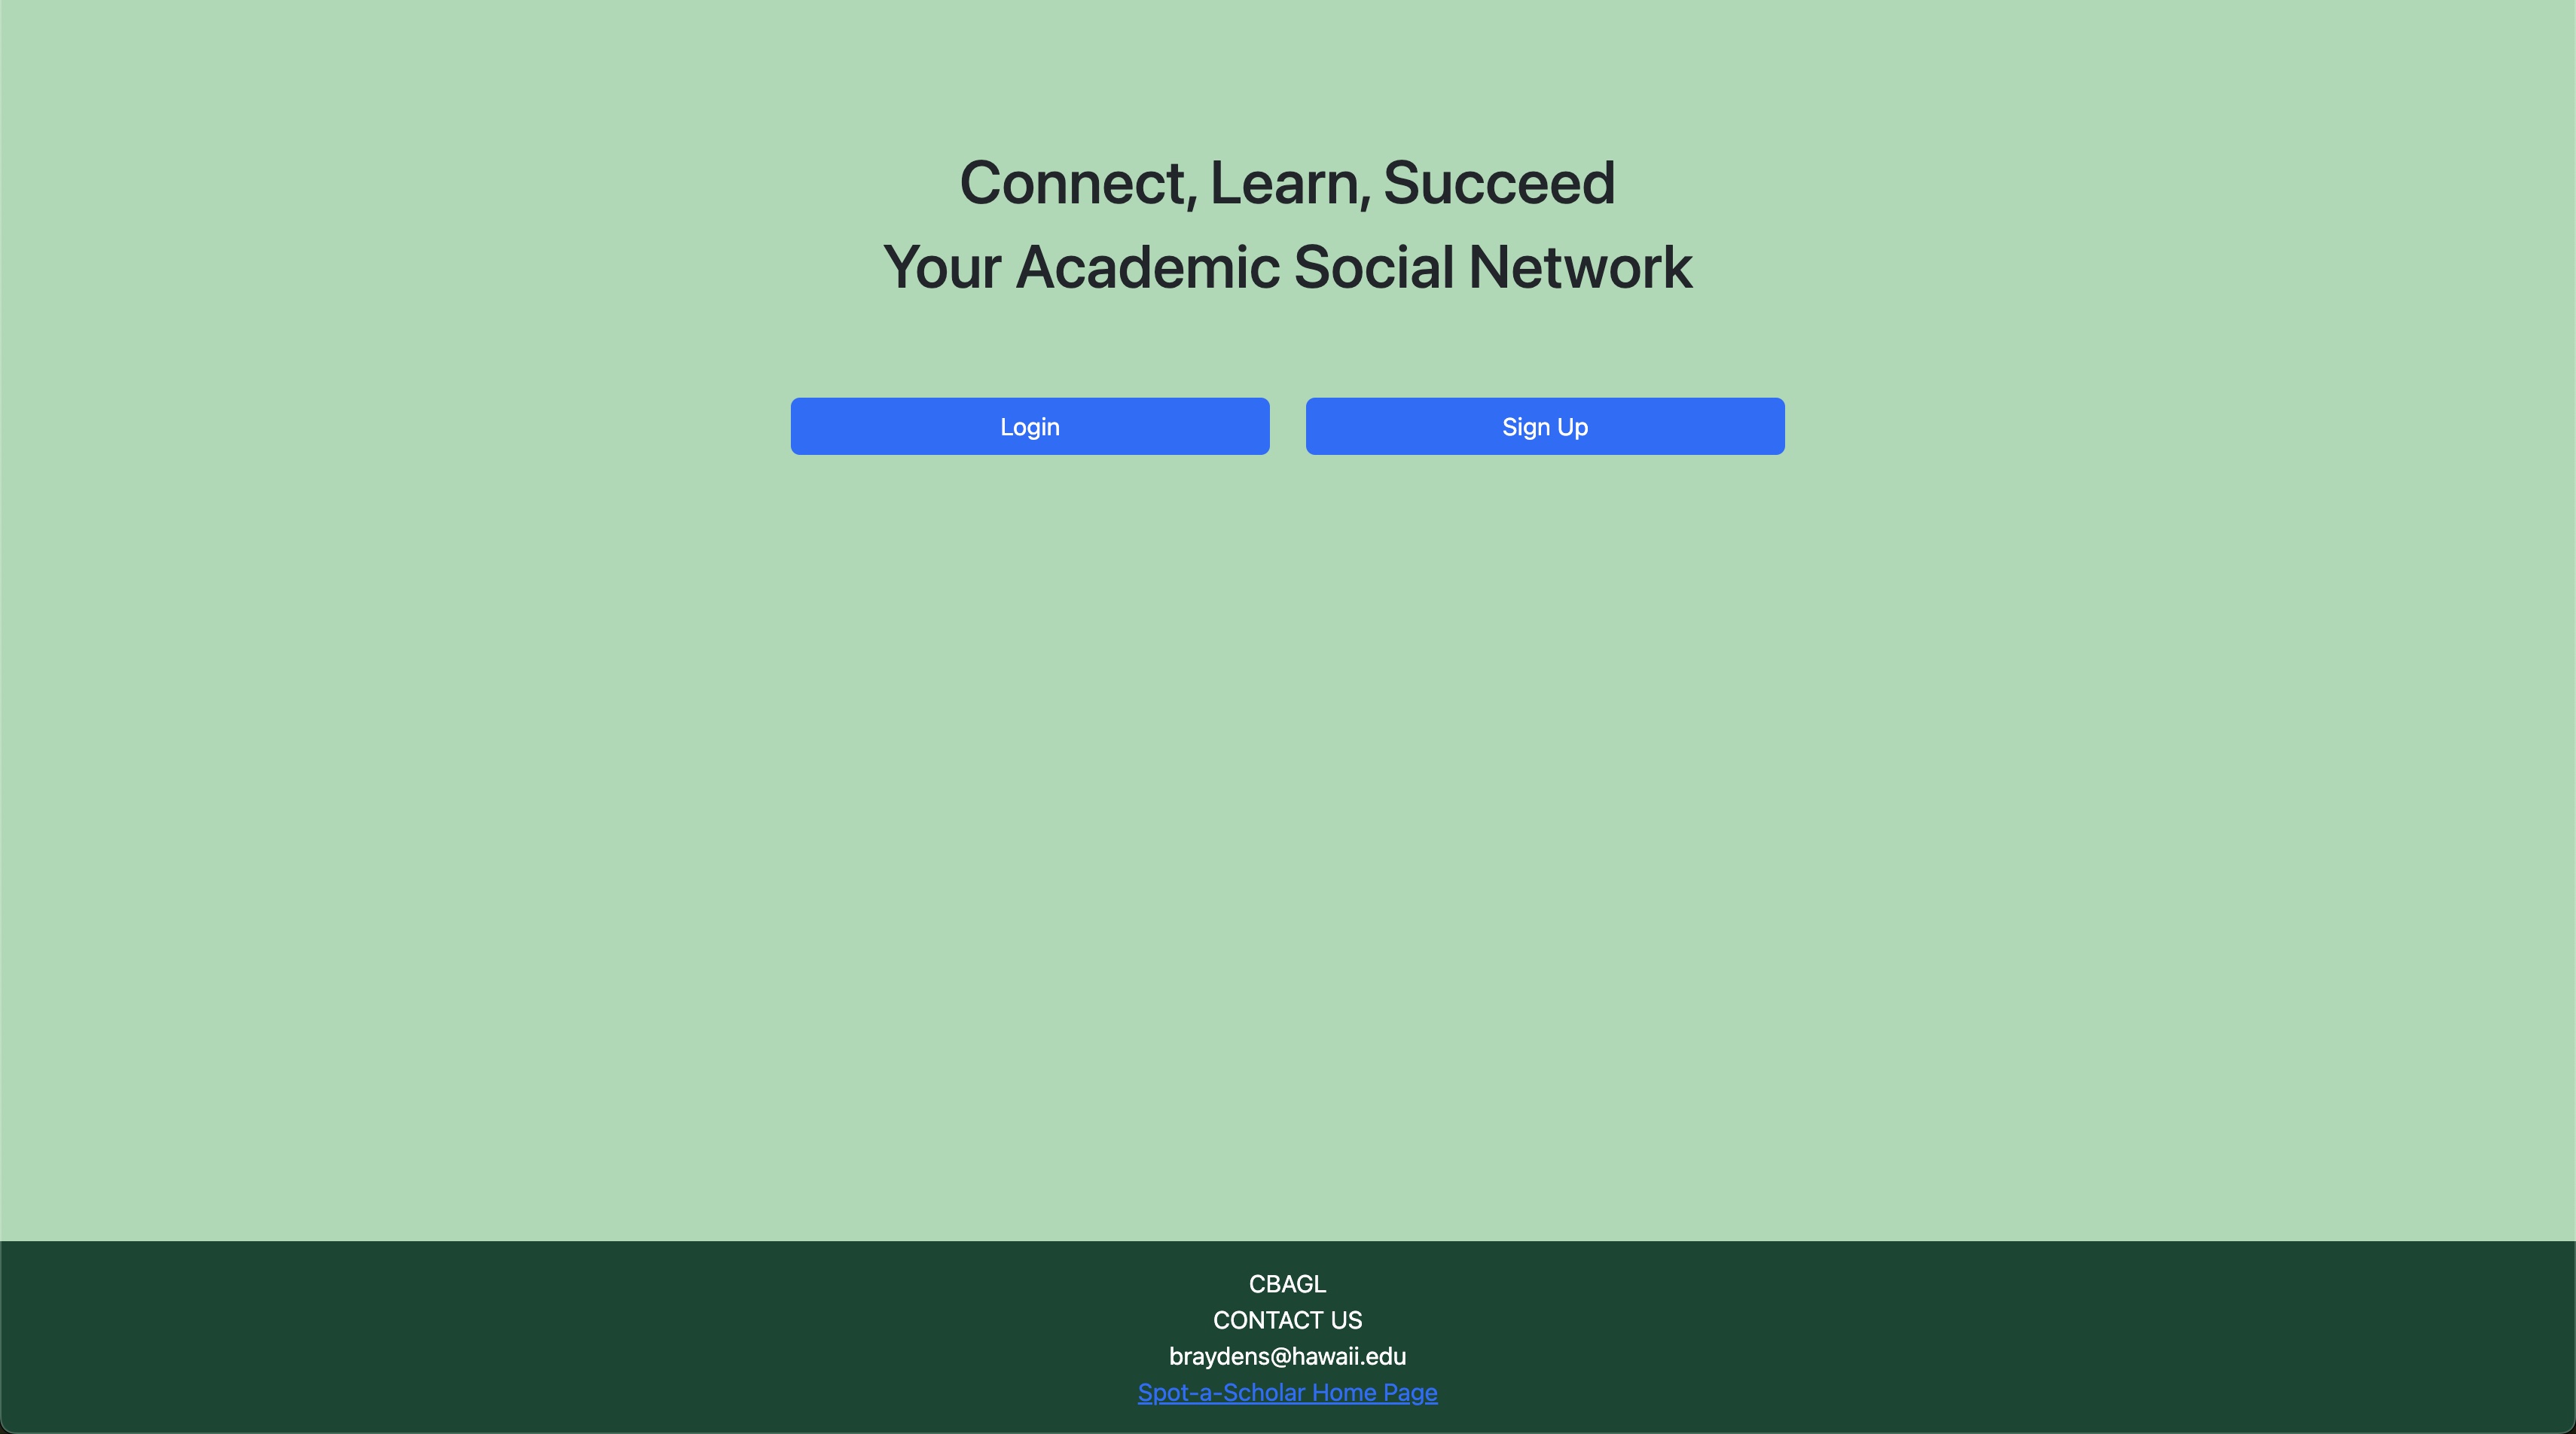 Connect, Learn, Succeed
Your Academic Social Network
Login
Sign Up
CBAGL
CONTACT US
braydens@hawaii.edu
Spot-a-Scholar Home Page